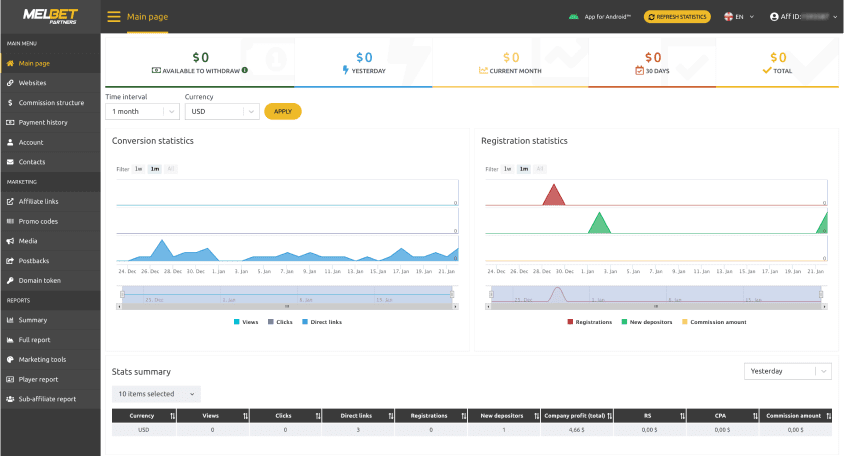 MELBET
PARTNERS
Main page
App for Android™
REFRESH STATISTICS
EN
Aff ID:
MAIN MENU
Main page
Websites
Commission structure
Payment history
Account
Contacts
MARKETING
Affiliate links
Promo codes
Media
Postbacks
Domain token
REPORTS
Summary
Full report
Marketing tools
Player report
Sub-affiliate report
$ 0
AVAILABLE TO WITHDRAW
$ 0
YESTERDAY
$ 0
CURRENT MONTH
$ 0
30 DAYS
$ 0
TOTAL
Time interval
Currency
1 month
USD
APPLY
Conversion statistics
Filter 1w 1m All
0
0
0
24. Dec 26. Dec 28. Dec 30. Dec 1. Jan 3. Jan 5. Jan 7. Jan 9. Jan 11. Jan 13. Jan 15. Jan 17. Jan 19. Jan 21. Jan
25. Dec 1. Jan 8. Jan 15. Jan
Views Clicks Direct links
Registration statistics
Filter 1w 1m All
0
0
0
24. Dec 26. Dec 28. Dec 30. Dec 1. Jan 3. Jan 5. Jan 7. Jan 9. Jan 11. Jan 13. Jan 15. Jan 17. Jan 19. Jan 21. Jan
25. Dec 1. Jan 8. Jan 15. Jan
Registrations New depositors Commission amount
Stats summary
Yesterday
10 items selected
Currency Views Clicks Direct links Registrations New depositors Company profit (total) RS CPA Commission amount
USD 0 0 3 0 1 4,66 $ 0,00 $ 0,00 $ 0,00 $